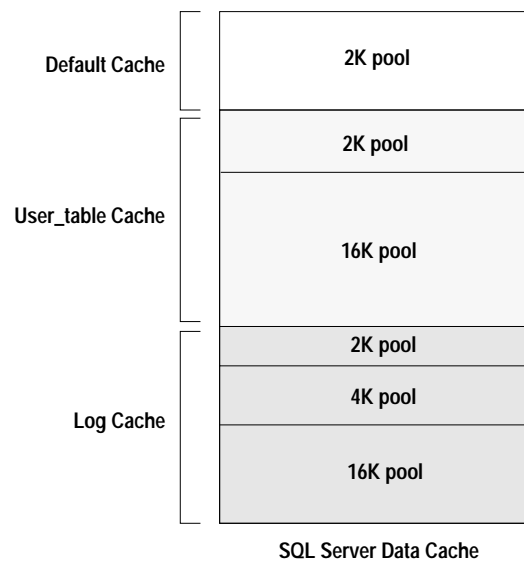 Default Cache
2K pool
User_table Cache
2K pool
16K pool
Log Cache
2K pool
4K pool
16K pool
SQL Server Data Cache